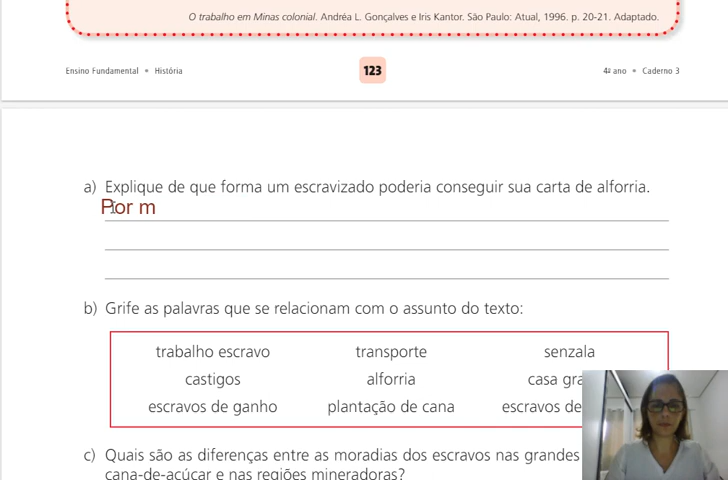 O trabalho em Minas colonial. Andréa L. Gonçalves e Iris Kantor. São Paulo: Atual, 1996. p. 20-21. Adaptado.
Ensino Fundamental • História 123 4º ano • Caderno 3
a) Explique de que forma um escravizado poderia conseguir sua carta de alforria.
Por m
b) Grife as palavras que se relacionam com o assunto do texto:
trabalho escravo transporte senzala
castigos alforria casa
escravos de ganho plantação de cana escravos de
c) Quais são as diferenças entre as moradias dos escravos nas grandes
cana-de-açúcar e nas regiões mineradoras?